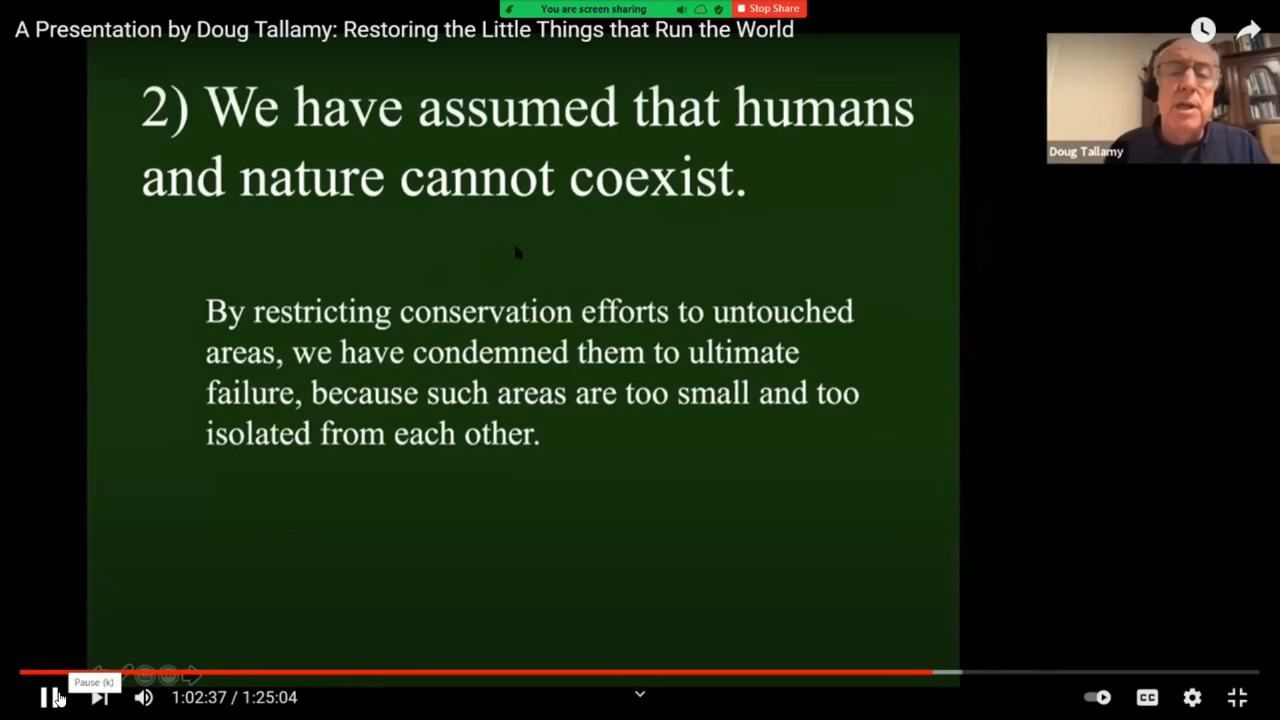 You are screen sharing
Stop Share
A Presentation by Doug Tallamy: Restoring the Little Things that Run the World
2) We have assumed that humans
and nature cannot coexist.
Doug Tallamy
By restricting conservation efforts to untouched
areas, we have condemned them to ultimate
failure, because such areas are too small and too
isolated from each other.
Pause (k)
1:02:37 / 1:25:04
CC